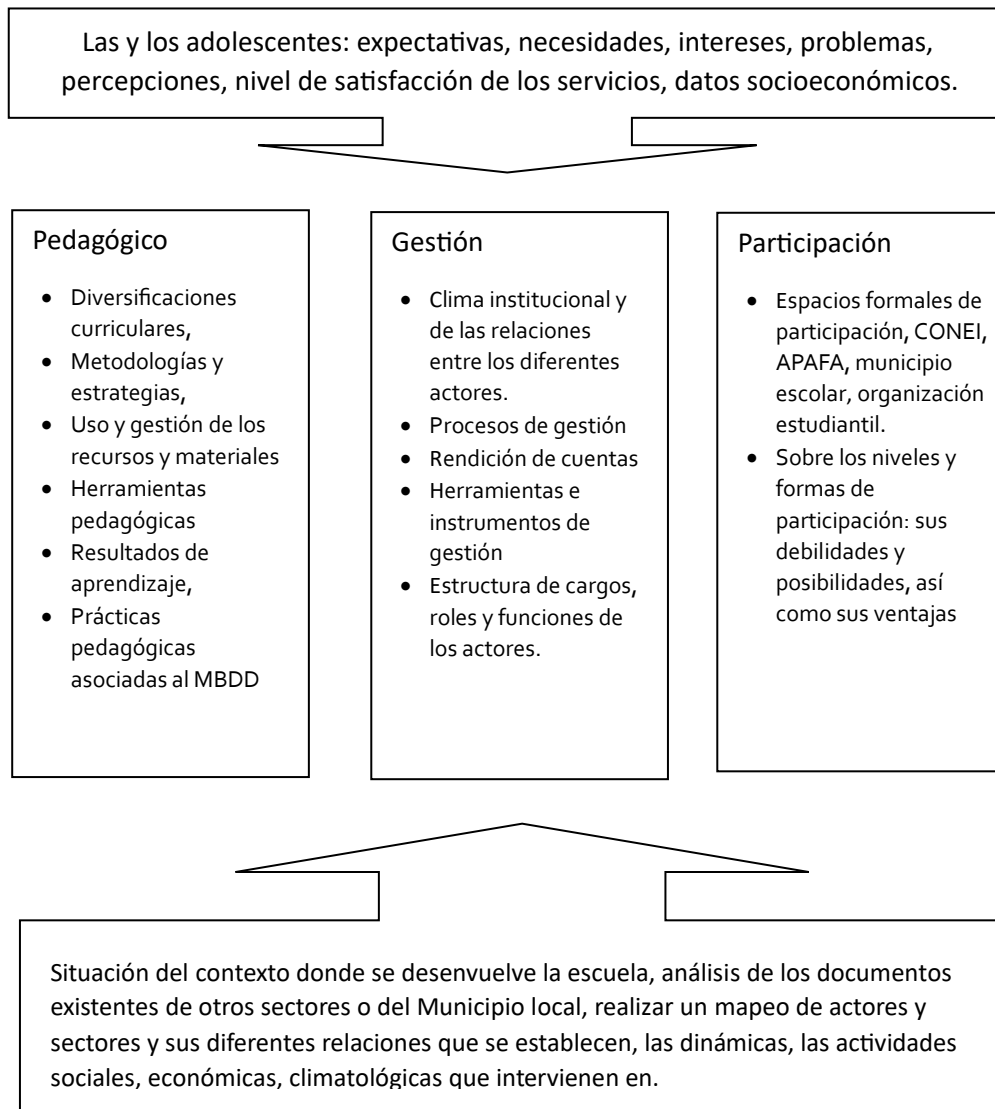 Las y los adolescentes: expectativas, necesidades, intereses, problemas,
percepciones, nivel de satisfacción de los servicios, datos socioeconómicos.
Pedagógico
• Diversificaciones
curriculares,
• Metodologías y
estrategias,
• Uso y gestión de los
recursos y materiales
• Herramientas
pedagógicas
• Resultados de
aprendizaje,
• Prácticas
pedagógicas
asociadas al MBDD
Gestión
• Clima institucional y
de las relaciones
entre los diferentes
actores.
• Procesos de gestión
• Rendición de cuentas
• Herramientas e
instrumentos de
gestión
• Estructura de cargos,
roles y funciones de
los actores.
Participación
• Espacios formales de
participación, CONEI,
APAFA, municipio
escolar, organización
estudiantil.
• Sobre los niveles y
formas de
participación: sus
debilidades y
posibilidades, así
como sus ventajas
Situación del contexto donde se desenvuelve la escuela, análisis de los documentos
existentes de otros sectores o del Municipio local, realizar un mapeo de actores y
sectores y sus diferentes relaciones que se establecen, las dinámicas, las actividades
sociales, económicas, climatológicas que intervienen en.